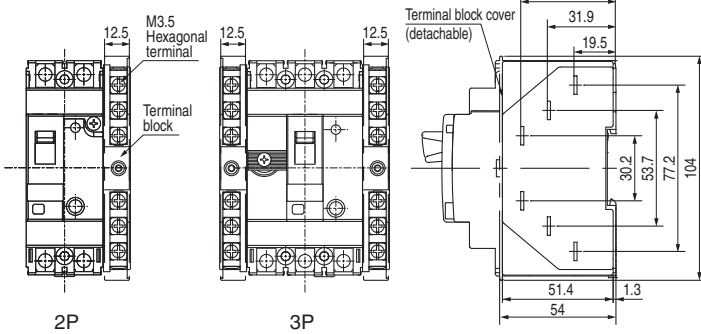 12.5
M3.5
Hexagonal
terminal
Terminal
block
2P
12.5
12.5
3P
Terminal block cover
(detachable)
31.9
19.5
30.2
53.7
77.2
104
51.4
1.3
54